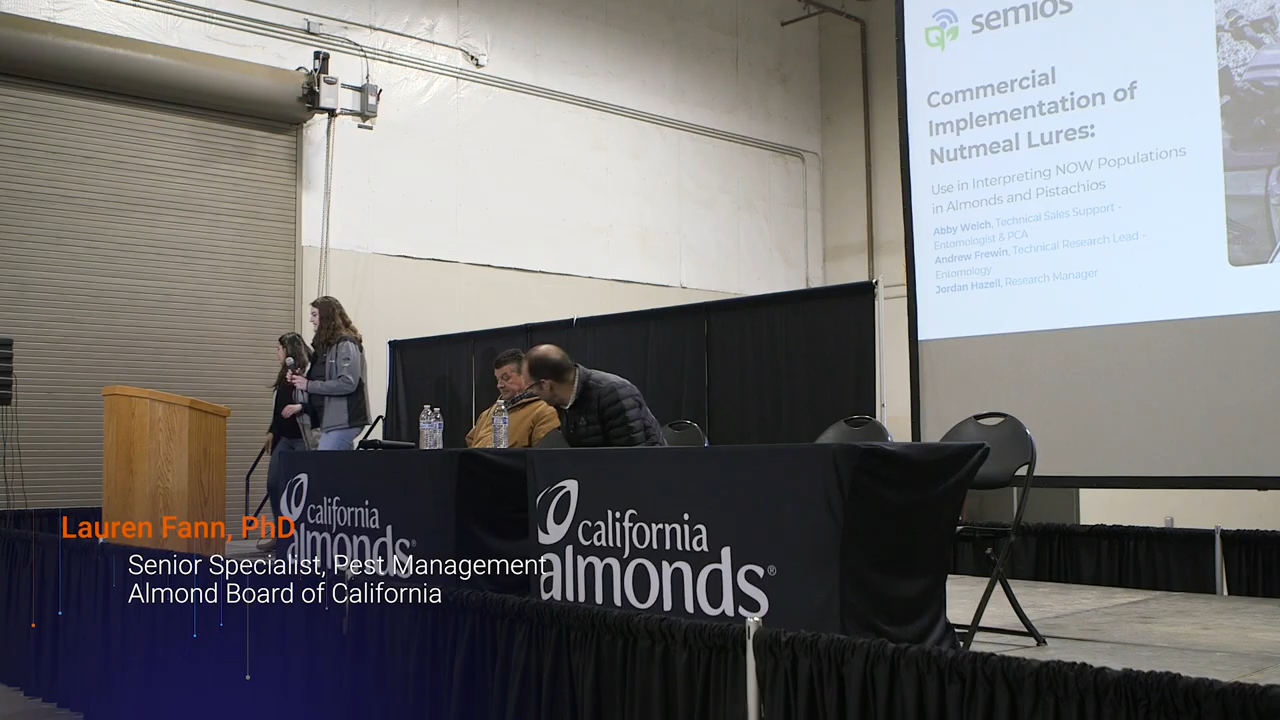 semios
Commercial
Implementation of
Nutmeal Lures:
Use in Interpreting NOW Populations
in Almonds and Pistachios
Abby Welch, Technical Sales Support -
Entomologist & PCA
Andrew Frewin, Technical Research Lead -
Entomology
Jordan Hazell, Research Manager
california
almonds®
california
almonds®
Lauren Fann, PhD
Senior Specialist, Pest Management
Almond Board of California